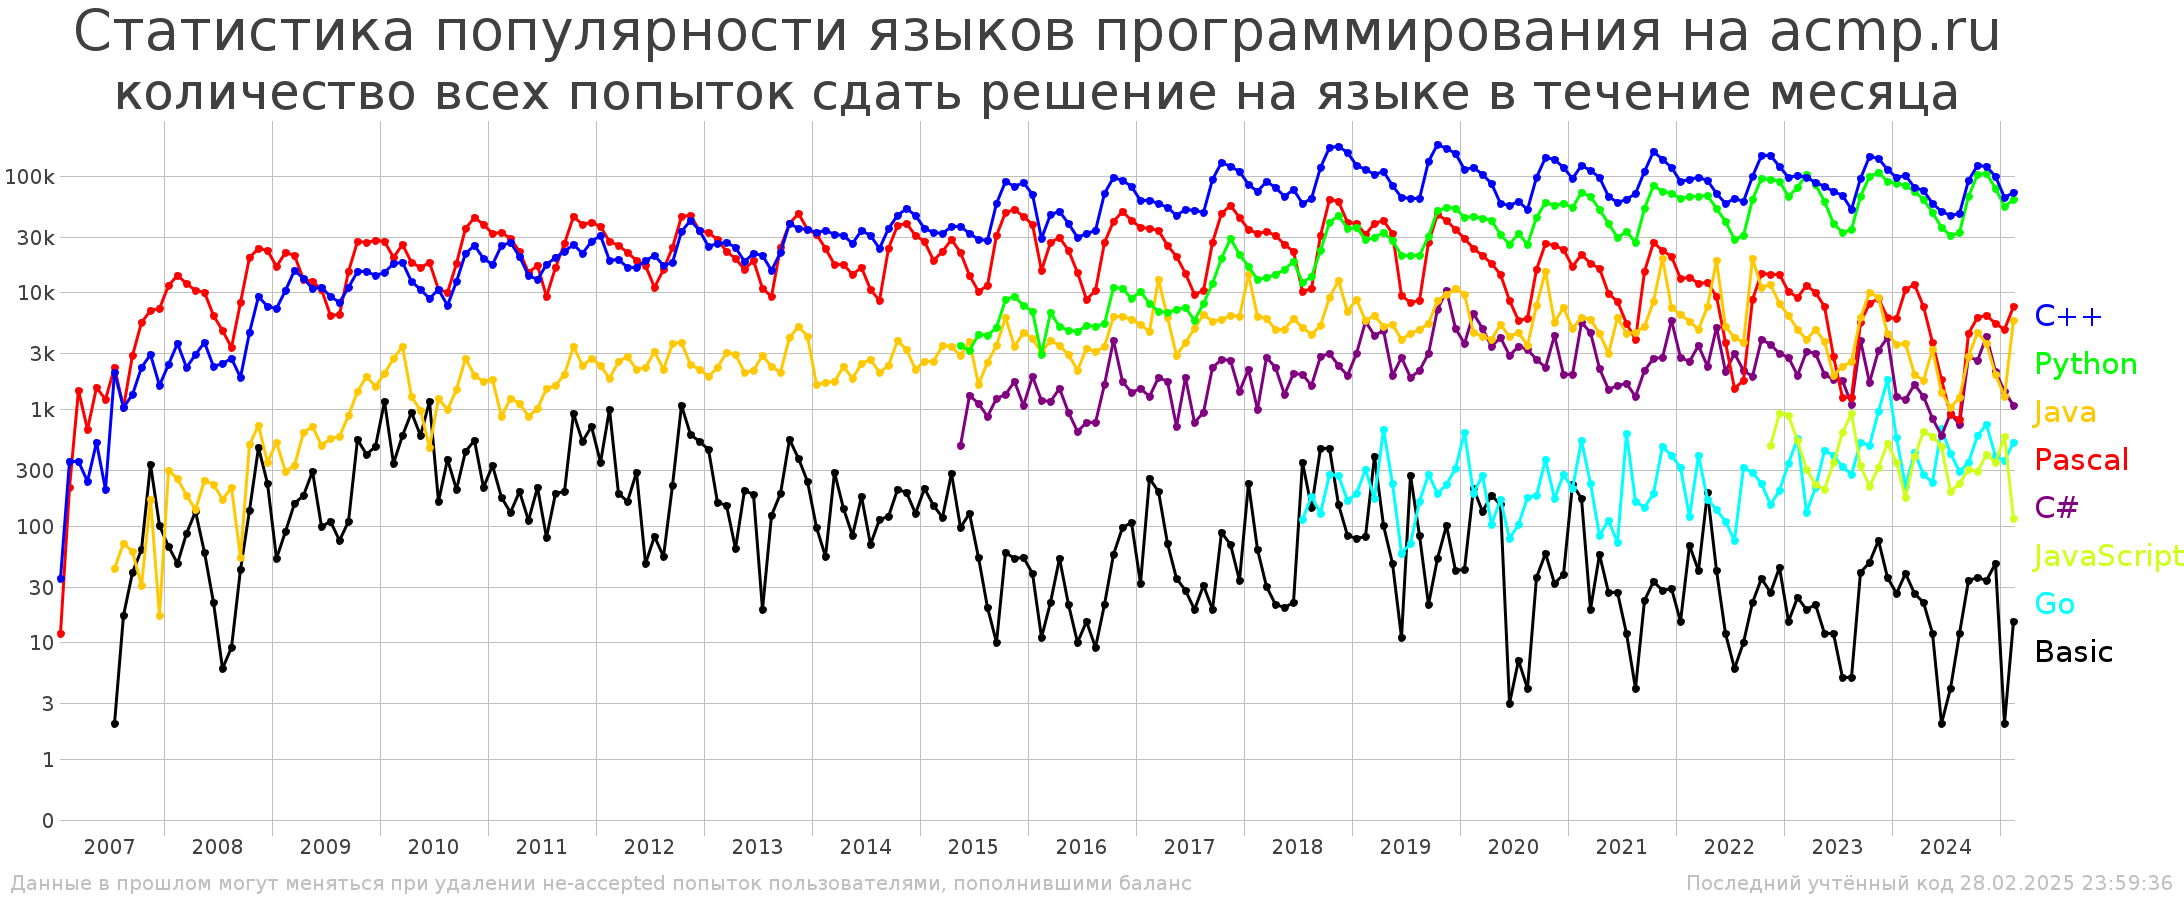 Статистика популярности языков программирования на acmp.ru
количество всех попыток сдать решение на языке в течение месяца
100k
30k
10k
3k
1k
300
100
30
10
3
1
0
C++
Python
Java
Pascal
C#
JavaScript
Go
Basic
2007 2008 2009 2010 2011 2012 2013 2014 2015 2016 2017 2018 2019 2020 2021 2022 2023 2024
Данные в прошлом могут меняться при удалении не-accepted попыток пользователями, пополнившими баланс
Последний учтённый код 28.02.2025 23:59:36